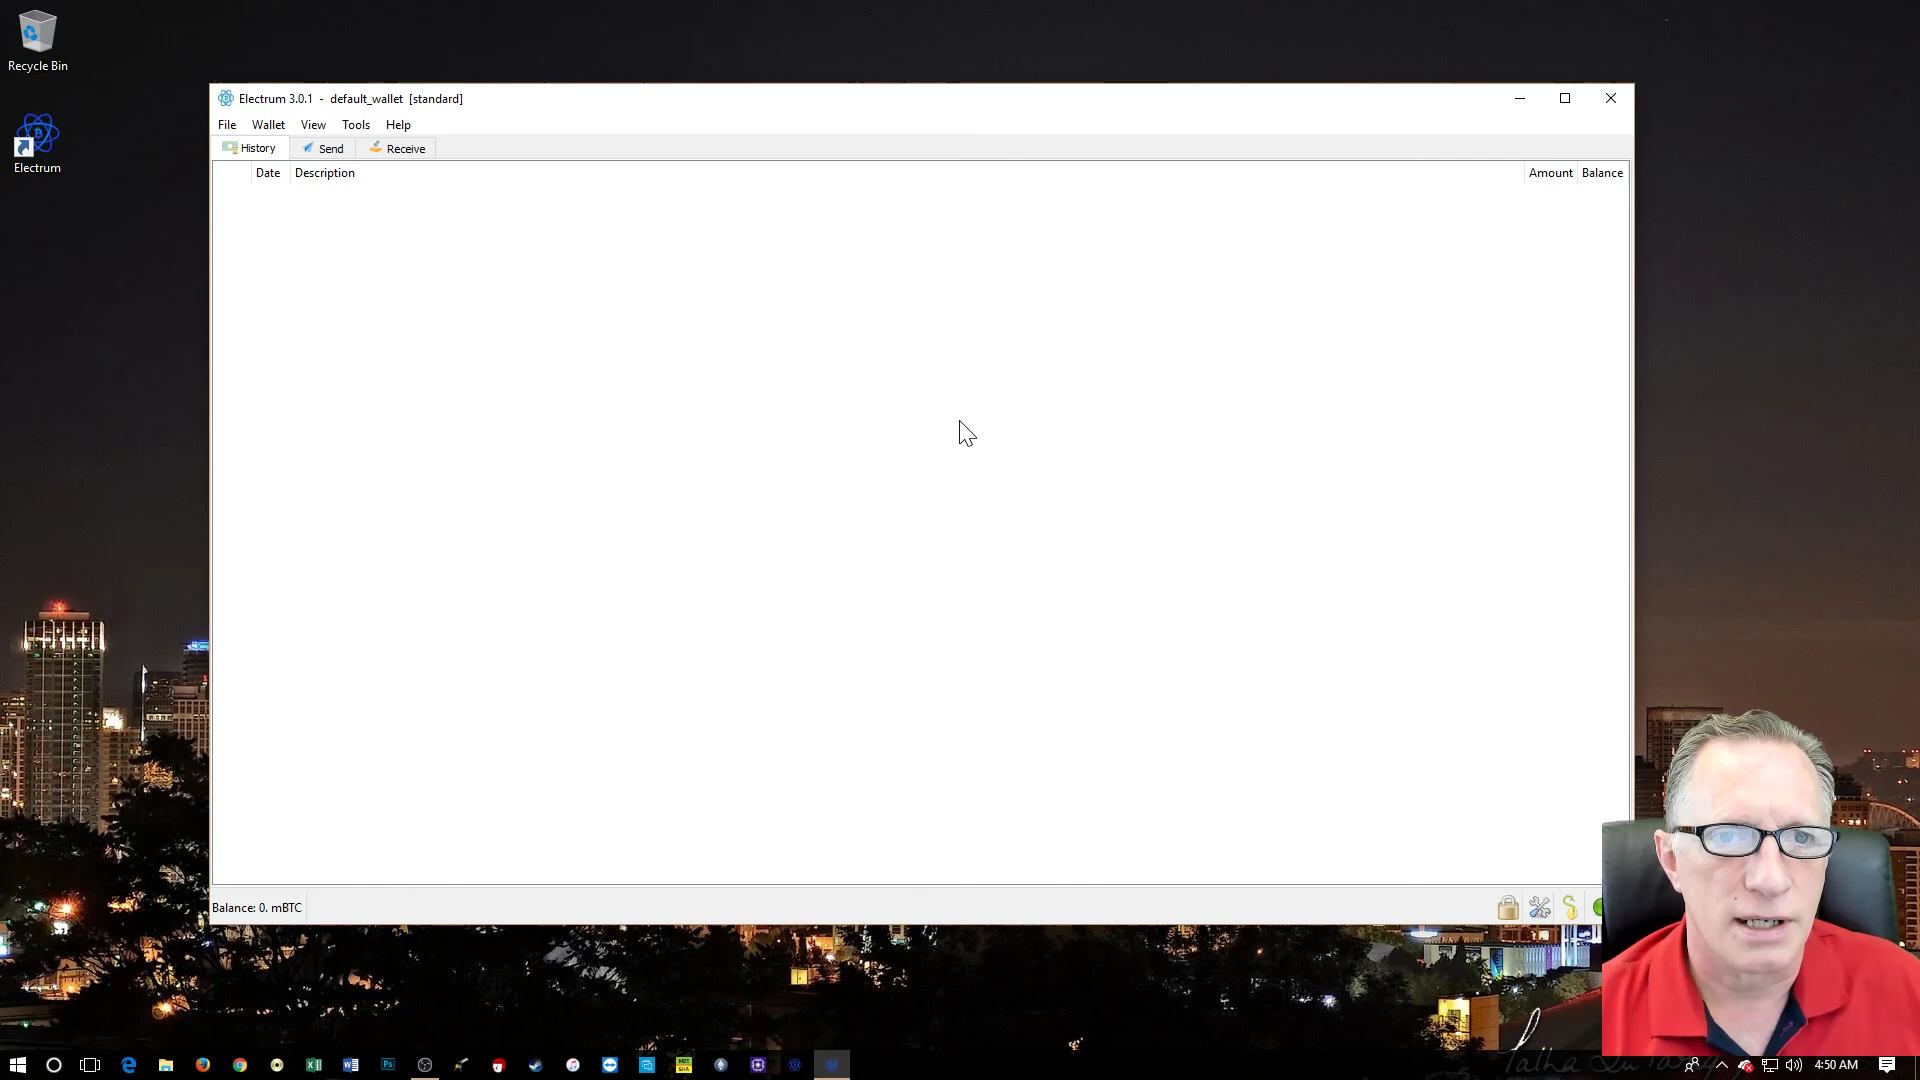 Recycle Bin
Electrum
Electrum 3.0.1 - default_wallet [standard]
File Wallet View Tools Help
History Send Receive
Date Description Amount Balance
Balance: 0. mBTC
4:50 AM